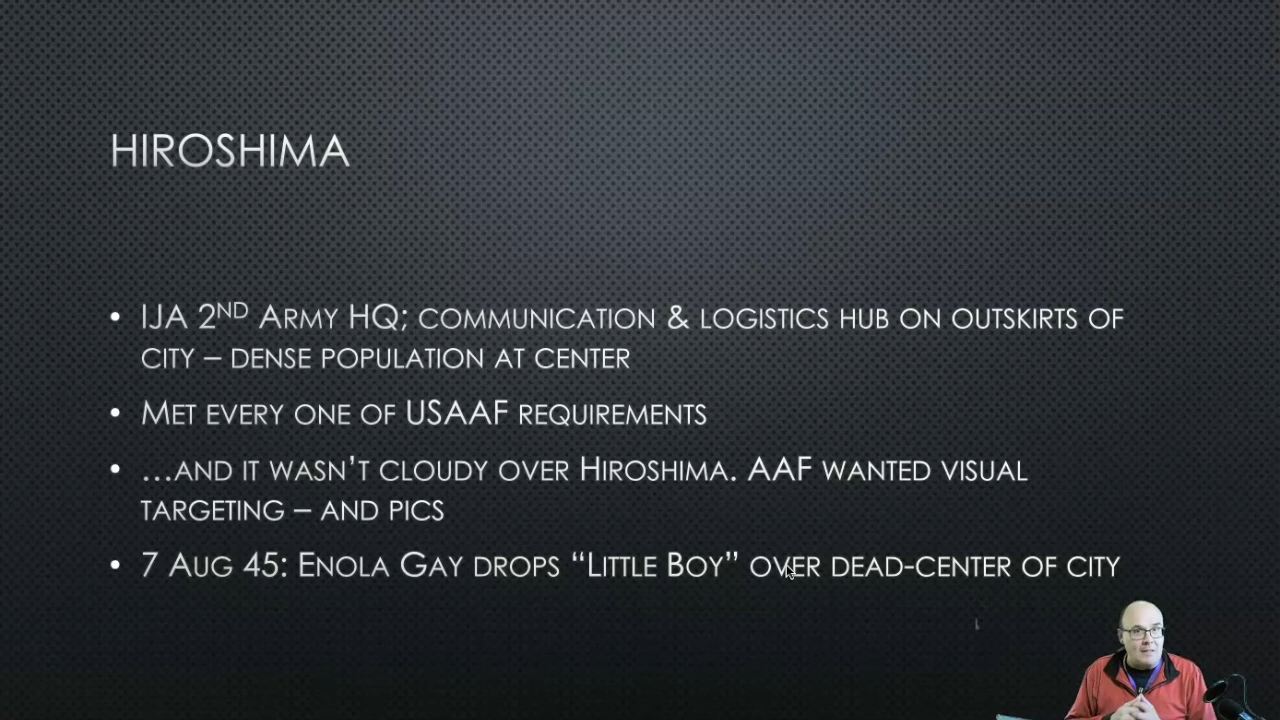 HIROSHIMA
• IJA 2ND ARMY HQ; COMMUNICATION & LOGISTICS HUB ON OUTSKIRTS OF
CITY – DENSE POPULATION AT CENTER
• MET EVERY ONE OF USAAF REQUIREMENTS
• …AND IT WASN’T CLOUDY OVER HIROSHIMA. AAF WANTED VISUAL
TARGETING – AND PICS
• 7 AUG 45: ENOLA GAY DROPS “LITTLE BOY” OVER DEAD-CENTER OF CITY